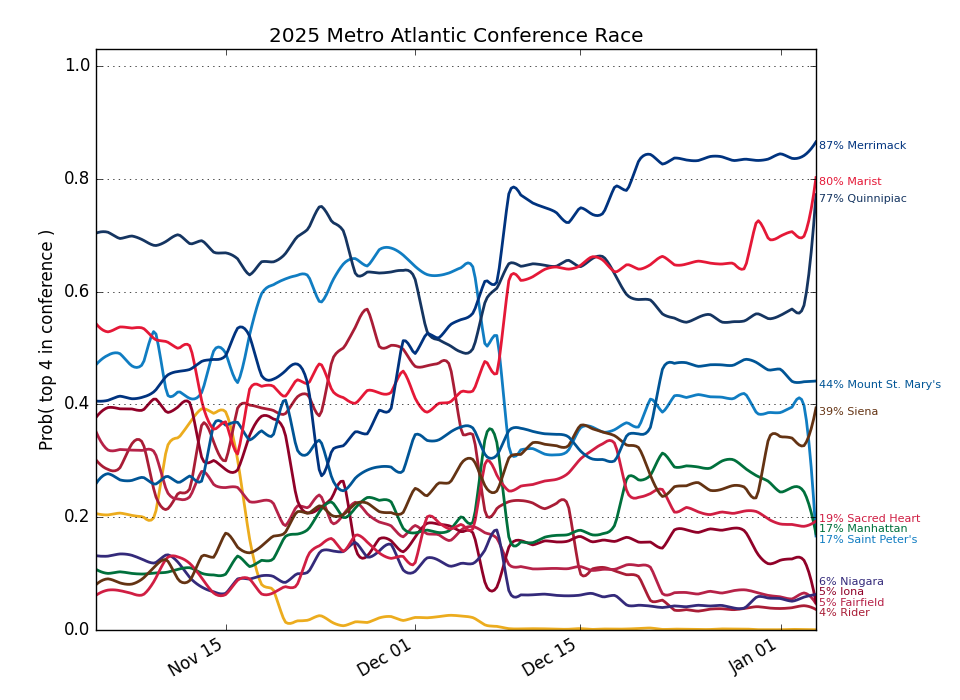 2025 Metro Atlantic Conference Race
Prob( top 4 in conference )
1.0
0.8
0.6
0.4
0.2
0.0
Nov 15
Dec 01
Dec 15
Jan 01
87% Merrimack
80% Marist
77% Quinnipiac
44% Mount St. Mary's
39% Siena
19% Sacred Heart
17% Manhattan
17% Saint Peter's
6% Niagara
5% Iona
5% Fairfield
4% Rider